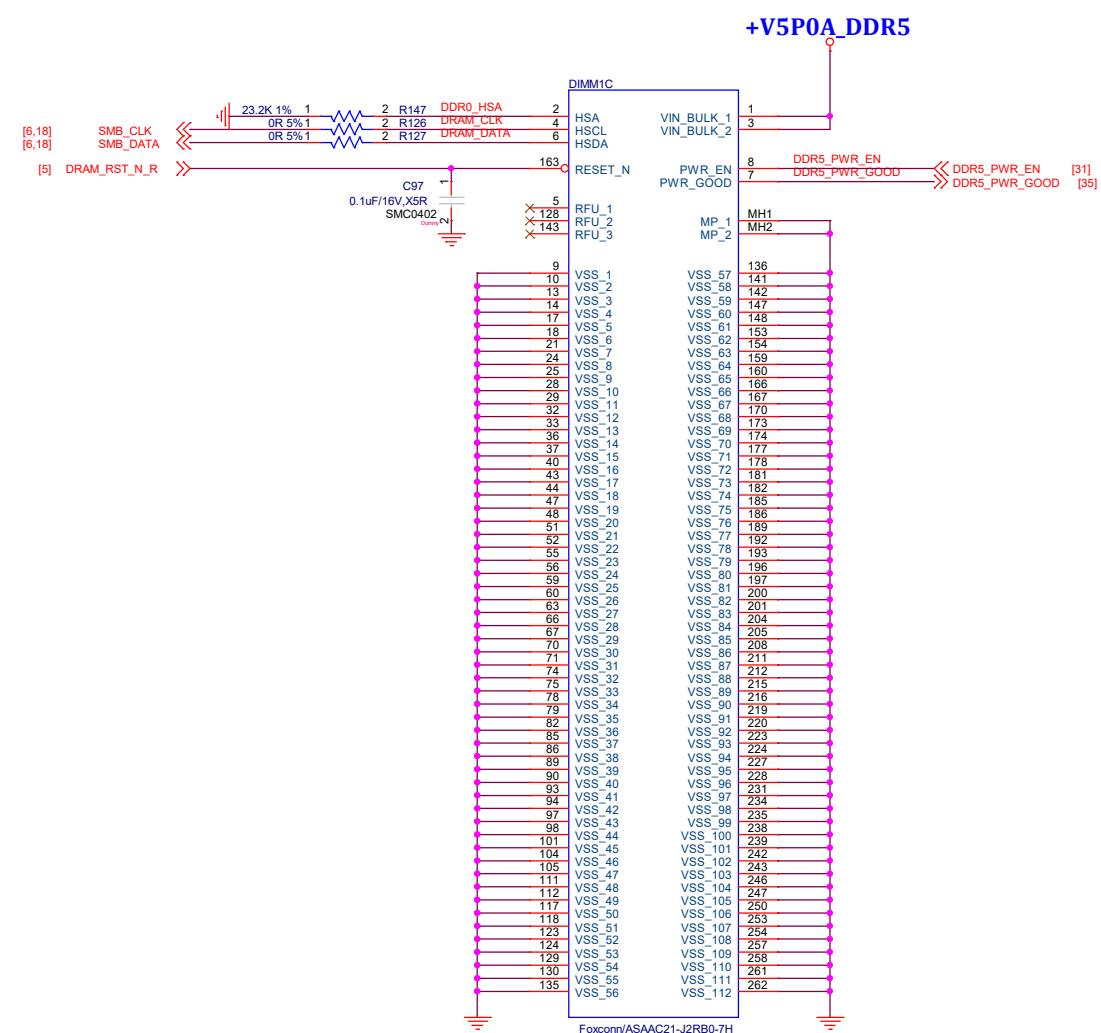 +V5P0A_DDR5
DIMM1C
23.2K 1% 1 2 R147 DDR0_HSA 2 HSA VIN_BULK_1 1
[6,18] SMB_CLK 0R 5% 1 2 R126 DRAM_CLK 4 HSCL VIN_BULK_2 3
[6,18] SMB_DATA 0R 5% 1 2 R127 DRAM_DATA 6 HSDA
[5] DRAM_RST_N_R 163 RESET_N PWR_EN 8 DDR5_PWR_EN DDR5_PWR_EN [31]
PWR_GOOD 7 DDR5_PWR_GOOD DDR5_PWR_GOOD [35]
C97 1
0.1uF/16V,X5R
SMC0402
Dummy 2
5 RFU_1
128 RFU_2 MP_1 MH1
143 RFU_3 MP_2 MH2
9 VSS_1 VSS_57 136
10 VSS_2 VSS_58 141
13 VSS_3 VSS_59 142
14 VSS_4 VSS_60 147
17 VSS_5 VSS_61 148
18 VSS_6 VSS_62 153
21 VSS_7 VSS_63 154
24 VSS_8 VSS_64 159
25 VSS_9 VSS_65 160
28 VSS_10 VSS_66 166
29 VSS_11 VSS_67 167
32 VSS_12 VSS_68 170
33 VSS_13 VSS_69 173
36 VSS_14 VSS_70 174
37 VSS_15 VSS_71 177
40 VSS_16 VSS_72 178
43 VSS_17 VSS_73 181
44 VSS_18 VSS_74 182
47 VSS_19 VSS_75 185
48 VSS_20 VSS_76 186
51 VSS_21 VSS_77 189
52 VSS_22 VSS_78 192
55 VSS_23 VSS_79 193
56 VSS_24 VSS_80 196
59 VSS_25 VSS_81 197
60 VSS_26 VSS_82 200
63 VSS_27 VSS_83 201
66 VSS_28 VSS_84 204
67 VSS_29 VSS_85 205
70 VSS_30 VSS_86 208
71 VSS_31 VSS_87 211
74 VSS_32 VSS_88 212
75 VSS_33 VSS_89 215
78 VSS_34 VSS_90 216
79 VSS_35 VSS_91 219
82 VSS_36 VSS_92 220
85 VSS_37 VSS_93 223
86 VSS_38 VSS_94 224
89 VSS_39 VSS_95 227
90 VSS_40 VSS_96 228
93 VSS_41 VSS_97 231
94 VSS_42 VSS_98 234
97 VSS_43 VSS_99 235
98 VSS_44 VSS_100 238
101 VSS_45 VSS_101 239
104 VSS_46 VSS_102 242
105 VSS_47 VSS_103 243
111 VSS_48 VSS_104 246
112 VSS_49 VSS_105 247
117 VSS_50 VSS_106 250
118 VSS_51 VSS_107 253
123 VSS_52 VSS_108 254
124 VSS_53 VSS_109 257
129 VSS_54 VSS_110 258
130 VSS_55 VSS_111 261
135 VSS_56 VSS_112 262
Foxconn/ASAAC21-J2RB0-7H